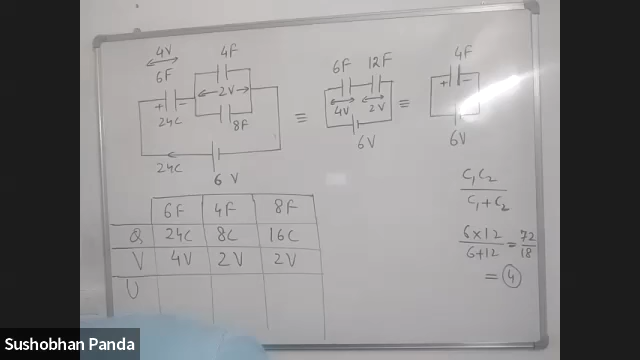 4V
6F
4F
2V
8F
+ -
24C
24C
6 V
≡
6F 12F
4V 2V
6V
≡
4F
+ -
6V
C₁C₂
C₁+C₂
6×12 = 72
6+12 18
= 4
6F 4F 8F
Q 24C 8C 16C
V 4V 2V 2V
U
Sushobhan Panda